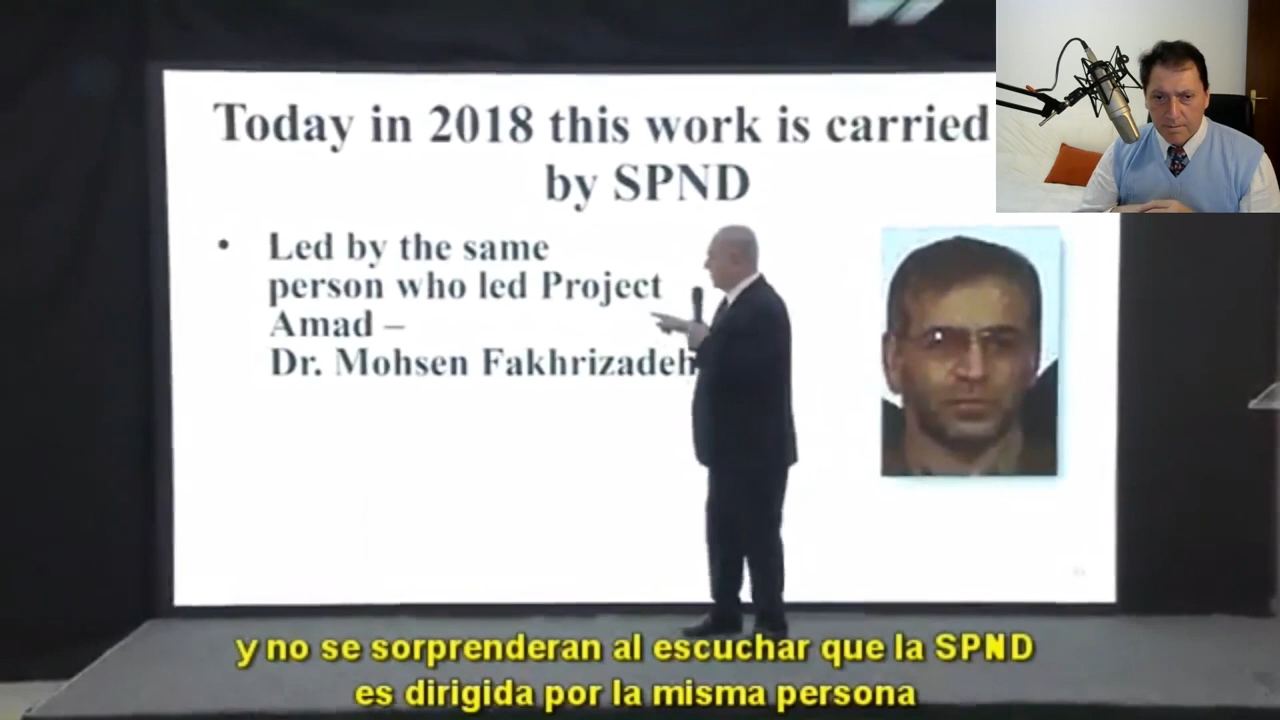 Today in 2018 this work is carried
by SPND
• Led by the same
person who led Project
Amad –
Dr. Mohsen Fakhrizadeh
y no se sorprenderan al escuchar que la SPND
es dirigida por la misma persona